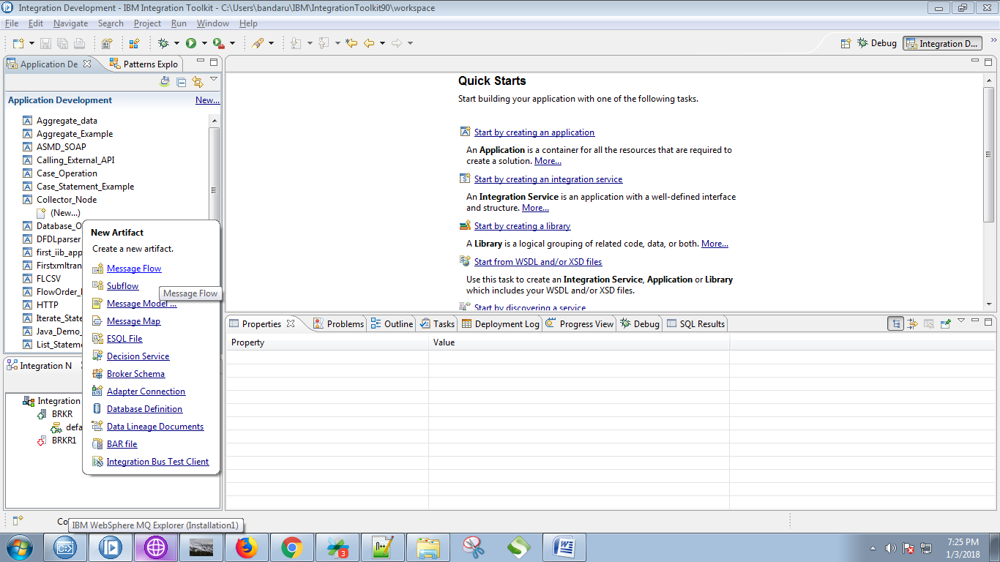 Integration Development - IBM Integration Toolkit - C:\Users\bandaru\IBM\IntegrationToolkit90\workspace
File Edit Navigate Search Project Run Window Help
Debug Integration D...
Application De Patterns Explo
Application Development New...
Aggregate_data
Aggregate_Example
ASMD_SOAP
Calling_External_API
Case_Operation
Case_Statement_Example
Collector_Node
(New...)
Database_O
DFDLparser
first_iib_app
Firstxmltran
FLCSV
FlowOrder_
HTTP
Iterate_State
Java_Demo_
List_Stateme
New Artifact
Create a new artifact.
Message Flow
Subflow
Message Flow
Message Model ...
Message Map
ESQL File
Decision Service
Broker Schema
Adapter Connection
Database Definition
Data Lineage Documents
BAR file
Integration Bus Test Client
Integration N
Integration
BRKR
defa
BRKR1
Quick Starts
Start building your application with one of the following tasks.
Start by creating an application
An Application is a container for all the resources that are required to
create a solution. More...
Start by creating an integration service
An Integration Service is an application with a well-defined interface
and structure. More...
Start by creating a library
A Library is a logical grouping of related code, data, or both. More...
Start from WSDL and/or XSD files
Use this task to create an Integration Service, Application or Library
which includes your WSDL and/or XSD files.
Start by discovering a service
Properties Problems Outline Tasks Deployment Log Progress View Debug SQL Results
Property Value
Co
IBM WebSphere MQ Explorer (Installation1)
3
7:25 PM
1/3/2018